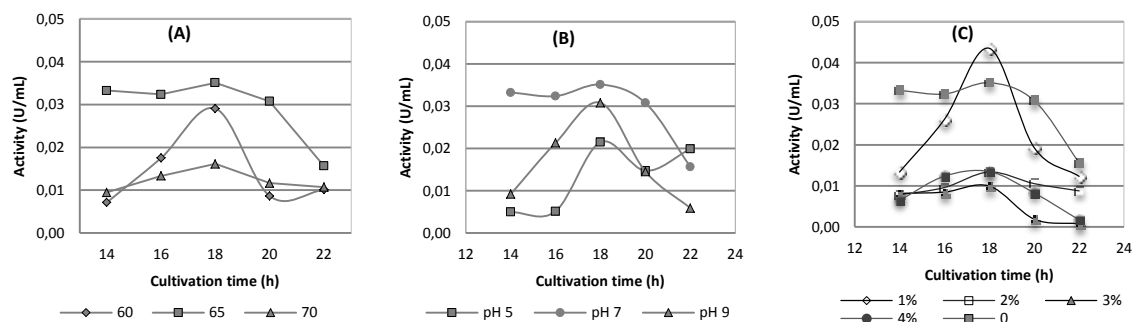 (A)
Activity (U/mL)
0,05
0,04
0,03
0,02
0,01
0,00
14 16 18 20 22
Cultivation time (h)
60 65 70
(B)
Activity (U/mL)
0,05
0,04
0,03
0,02
0,01
0,00
12 14 16 18 20 22 24
Cultivation time (h)
pH 5 pH 7 pH 9
(C)
Activity (U/mL)
0,05
0,04
0,03
0,02
0,01
0,00
12 14 16 18 20 22 24
Cultivation time (h)
1% 2% 3%
4% 0